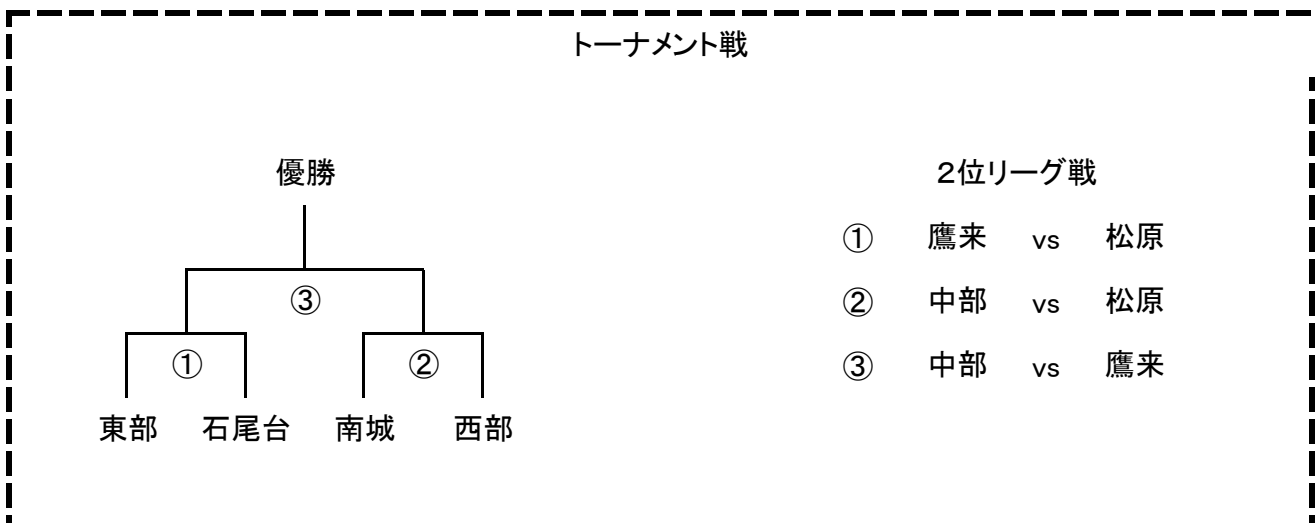 トーナメント戦
優勝
③
① ②
東部 石尾台 南城 西部
2位リーグ戦
① 鷹来 vs 松原
② 中部 vs 松原
③ 中部 vs 鷹来